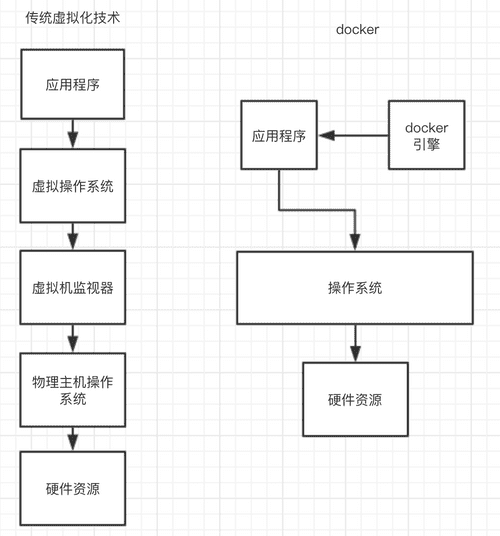 传统虚拟化技术
应用程序
虚拟操作系统
虚拟机监视器
物理主机操作
系统
硬件资源
docker
应用程序
docker
引擎
操作系统
硬件资源